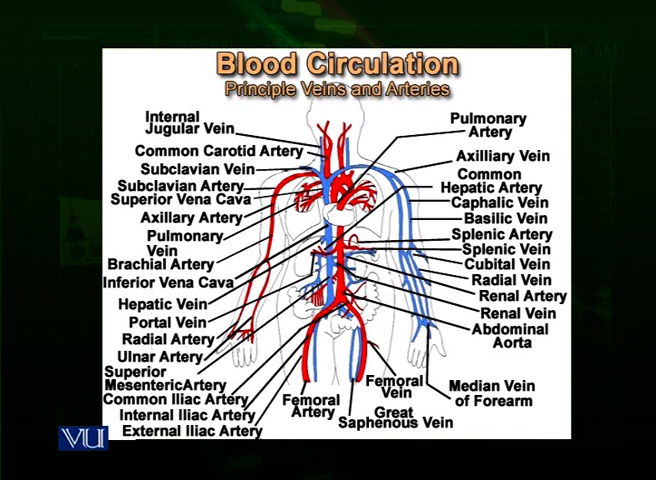 Blood Circulation
Principle Veins and Arteries
Internal
Jugular Vein
Common Carotid Artery
Subclavian Vein
Subclavian Artery
Superior Vena Cava
Axillary Artery
Pulmonary
Vein
Brachial Artery
Inferior Vena Cava
Hepatic Vein
Portal Vein
Radial Artery
Ulnar Artery
Superior
MesentericArtery
Common Iliac Artery
Internal Iliac Artery
External Iliac Artery
Pulmonary
Artery
Axilliary Vein
Common
Hepatic Artery
Caphalic Vein
Basilic Vein
Splenic Artery
Splenic Vein
Cubital Vein
Radial Vein
Renal Artery
Renal Vein
Abdominal
Aorta
Femoral
Artery
Femoral
Vein
Great
Saphenous Vein
Median Vein
of Forearm
VU